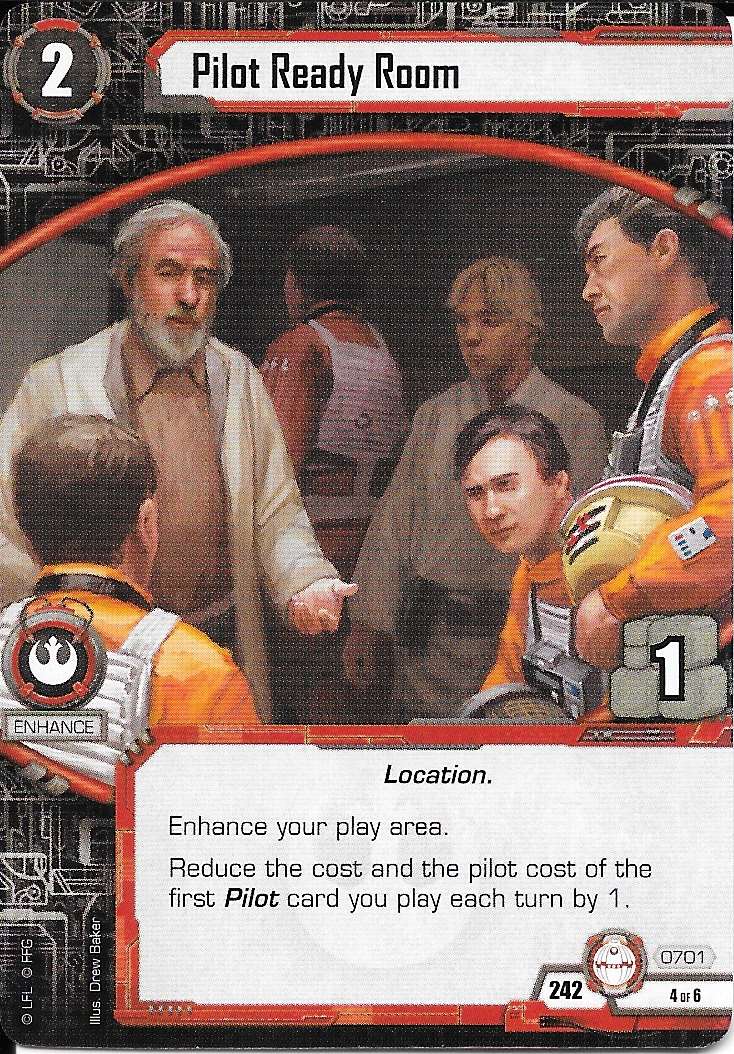 2
Pilot Ready Room
ENHANCE
1
Location.
Enhance your play area.
Reduce the cost and the pilot cost of the
first Pilot card you play each turn by 1.
© LFL © FFG
Illus. Drew Baker
0701
242
4 OF 6